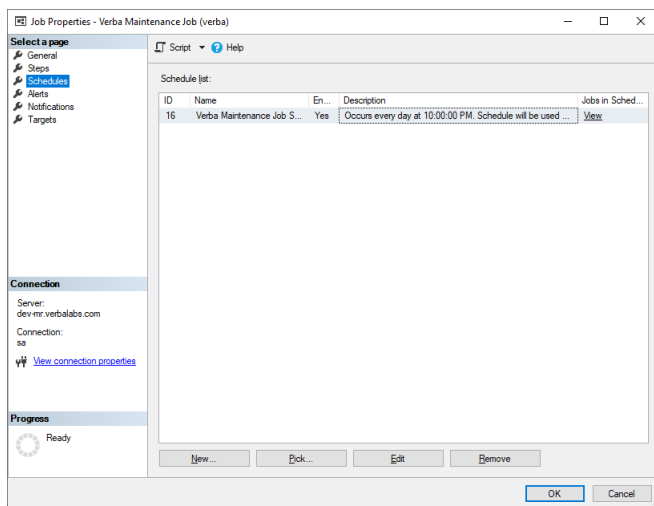 Job Properties - Verba Maintenance Job (verba)
Select a page
General
Steps
Schedules
Alerts
Notifications
Targets
Script
Help
Schedule list:
ID Name En... Description Jobs in Sched...
16 Verba Maintenance Job S... Yes Occurs every day at 10:00:00 PM. Schedule will be used ... View
Connection
Server:
dev-mr.verbalabs.com
Connection:
sa
View connection properties
Progress
Ready
New... Pick... Edit Remove
OK Cancel